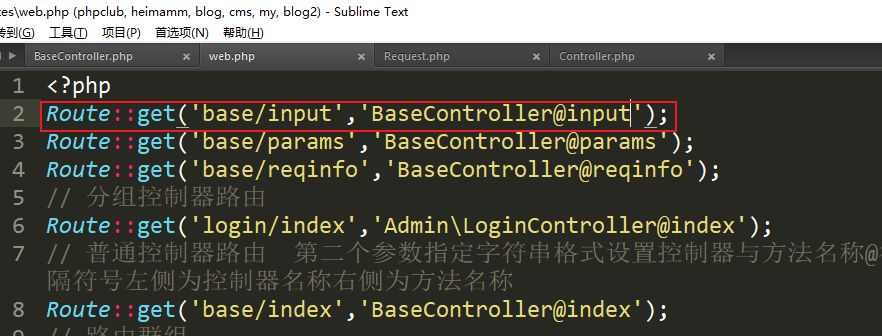 es\web.php (phpclub, heimamm, blog, cms, my, blog2) - Sublime Text
转到(G) 工具(T) 项目(P) 首选项(N) 帮助(H)
BaseController.php × web.php × Request.php × Controller.php ×
1 <?php
2 Route::get('base/input','BaseController@input');
3 Route::get('base/params','BaseController@params');
4 Route::get('base/reqinfo','BaseController@reqinfo');
5 // 分组控制器路由
6 Route::get('login/index','Admin\LoginController@index');
7 // 普通控制器路由 第二个参数指定字符串格式设置控制器与方法名称@
隔符号左侧为控制器名称右侧为方法名称
8 Route::get('base/index','BaseController@index');
// 路由群组